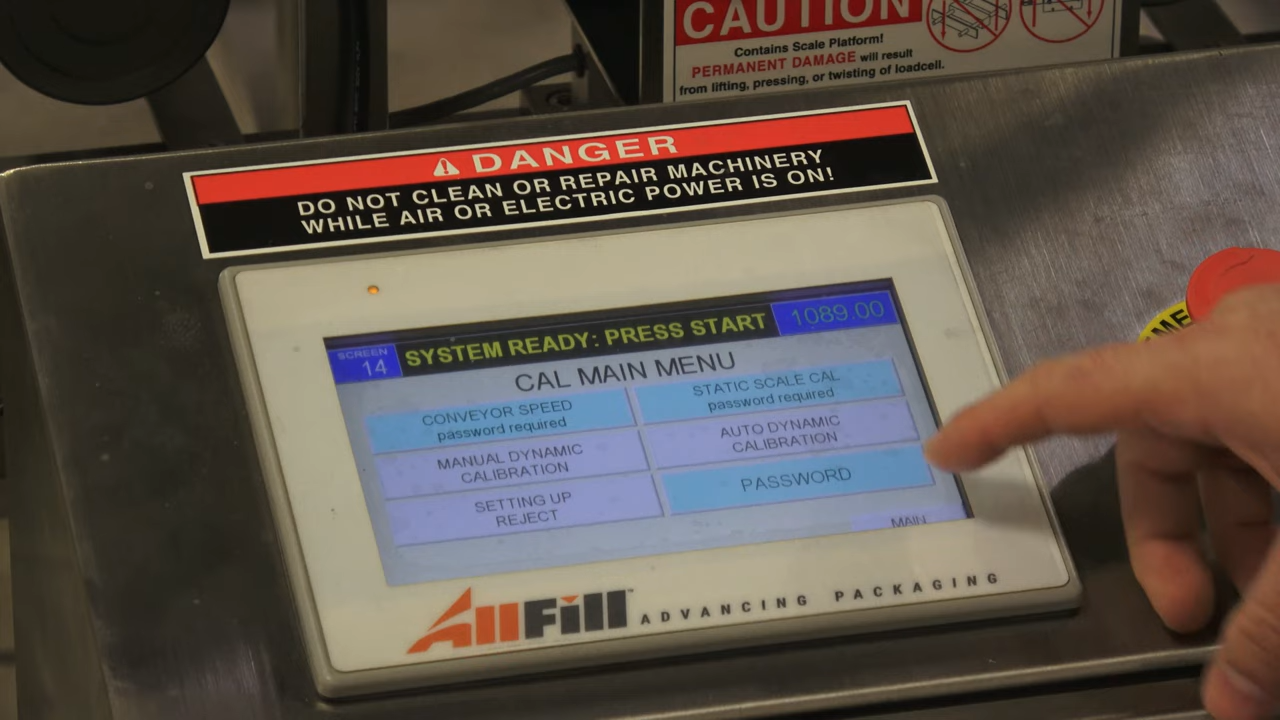 CAUTION
Contains Scale Platform!
PERMANENT DAMAGE will result
from lifting, pressing, or twisting of loadcell.
DANGER
DO NOT CLEAN OR REPAIR MACHINERY
WHILE AIR OR ELECTRIC POWER IS ON!
SCREEN
14
SYSTEM READY: PRESS START
1089.00
CAL MAIN MENU
CONVEYOR SPEED
password required
STATIC SCALE CAL
password required
MANUAL DYNAMIC
CALIBRATION
AUTO DYNAMIC
CALIBRATION
SETTING UP
REJECT
PASSWORD
MAIN
AllFill™ ADVANCING PACKAGING